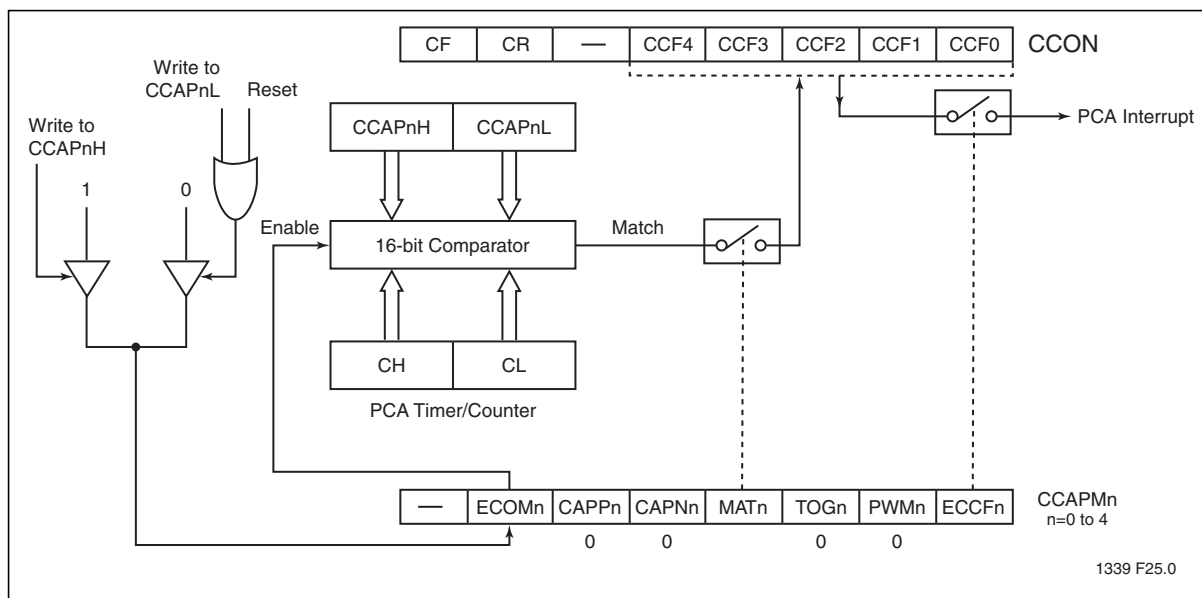 CF CR — CCF4 CCF3 CCF2 CCF1 CCF0 CCON
Write to
CCAPnL
Reset
Write to
CCAPnH
CCAPnH CCAPnL
PCA Interrupt
1 0
Enable
16-bit Comparator
Match
CH CL
PCA Timer/Counter
— ECOMn CAPPn CAPNn MATn TOGn PWMn ECCFn
CCAPMn
n=0 to 4
0 0 0 0
1339 F25.0